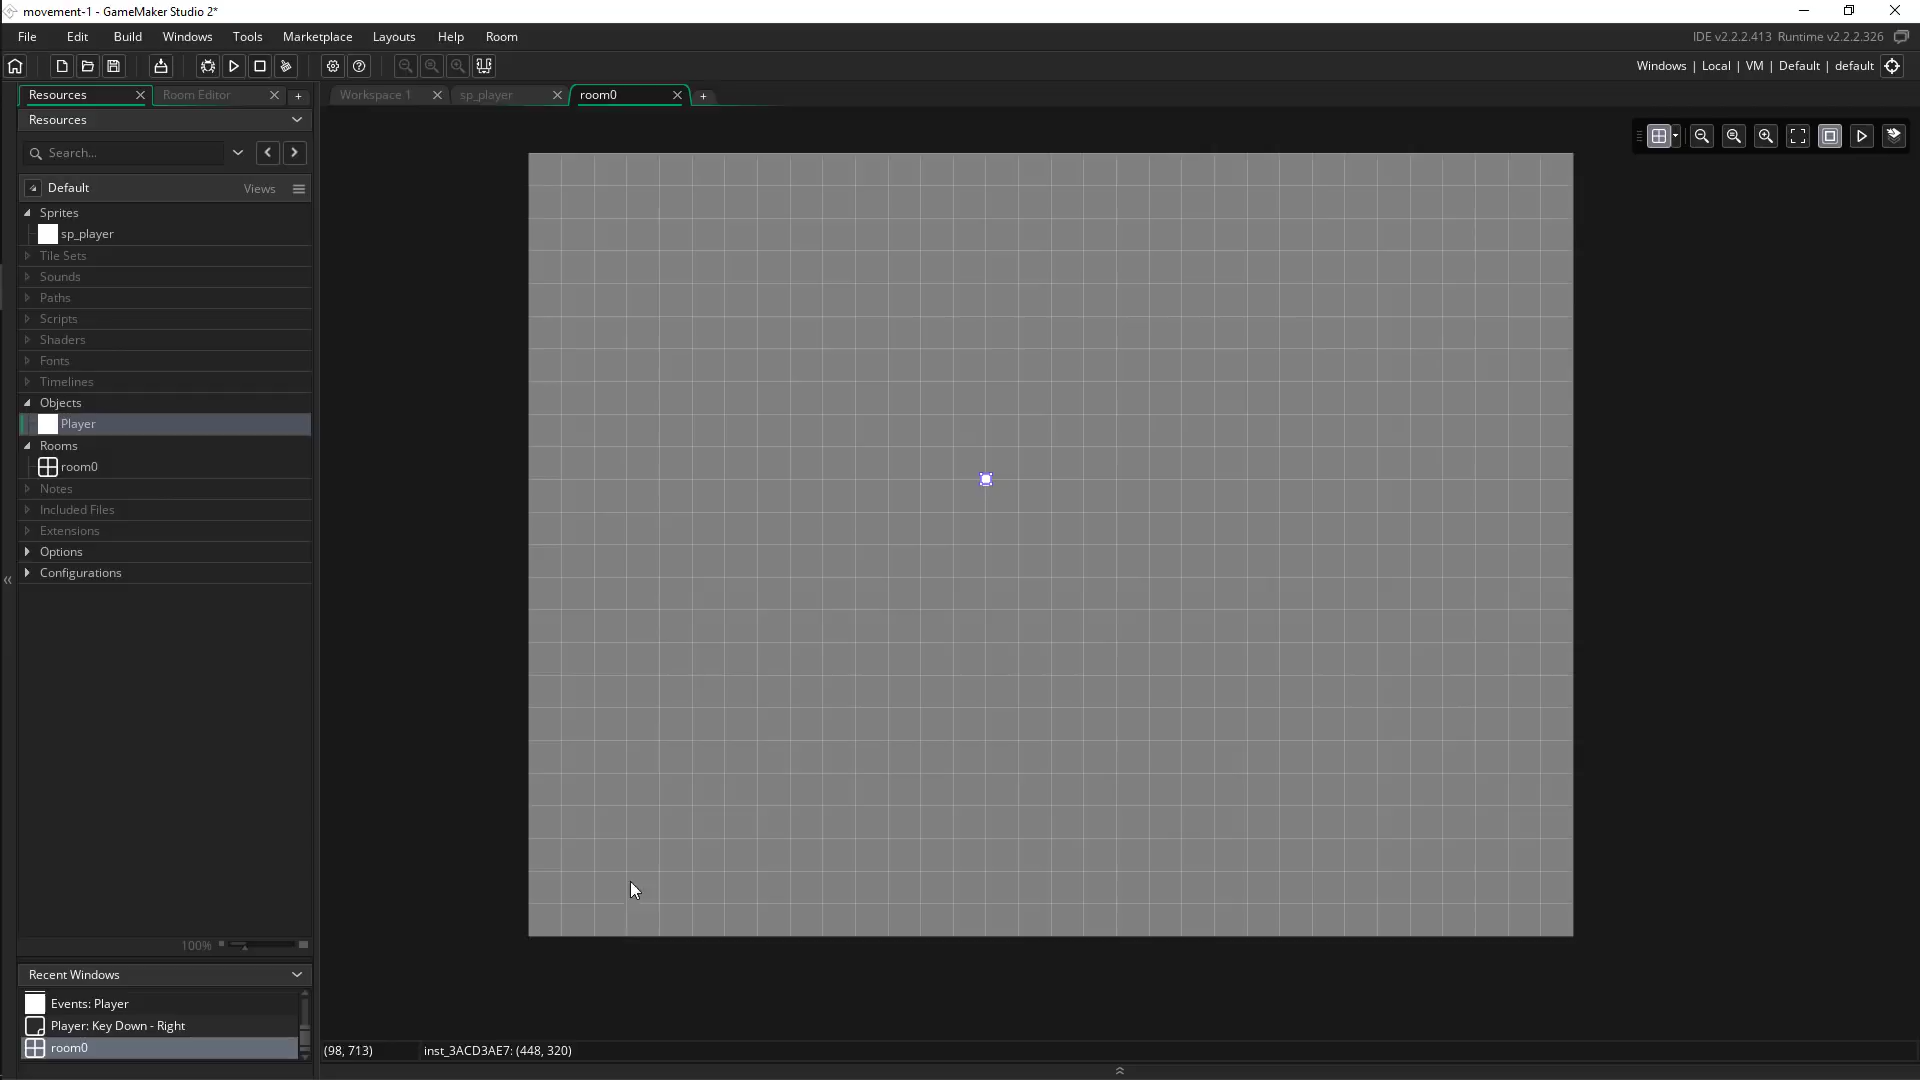 movement-1 - GameMaker Studio 2*
File Edit Build Windows Tools Marketplace Layouts Help Room
IDE v2.2.2.413 Runtime v2.2.2.326
Windows | Local | VM | Default | default
Resources Room Editor +
Workspace 1 sp_player room0 +
Resources
Search...
Default Views
Sprites
sp_player
Tile Sets
Sounds
Paths
Scripts
Shaders
Fonts
Timelines
Objects
Player
Rooms
room0
Notes
Included Files
Extensions
Options
Configurations
100%
Recent Windows
Events: Player
Player: Key Down - Right
room0
(98, 713) inst_3ACD3AE7: (448, 320)